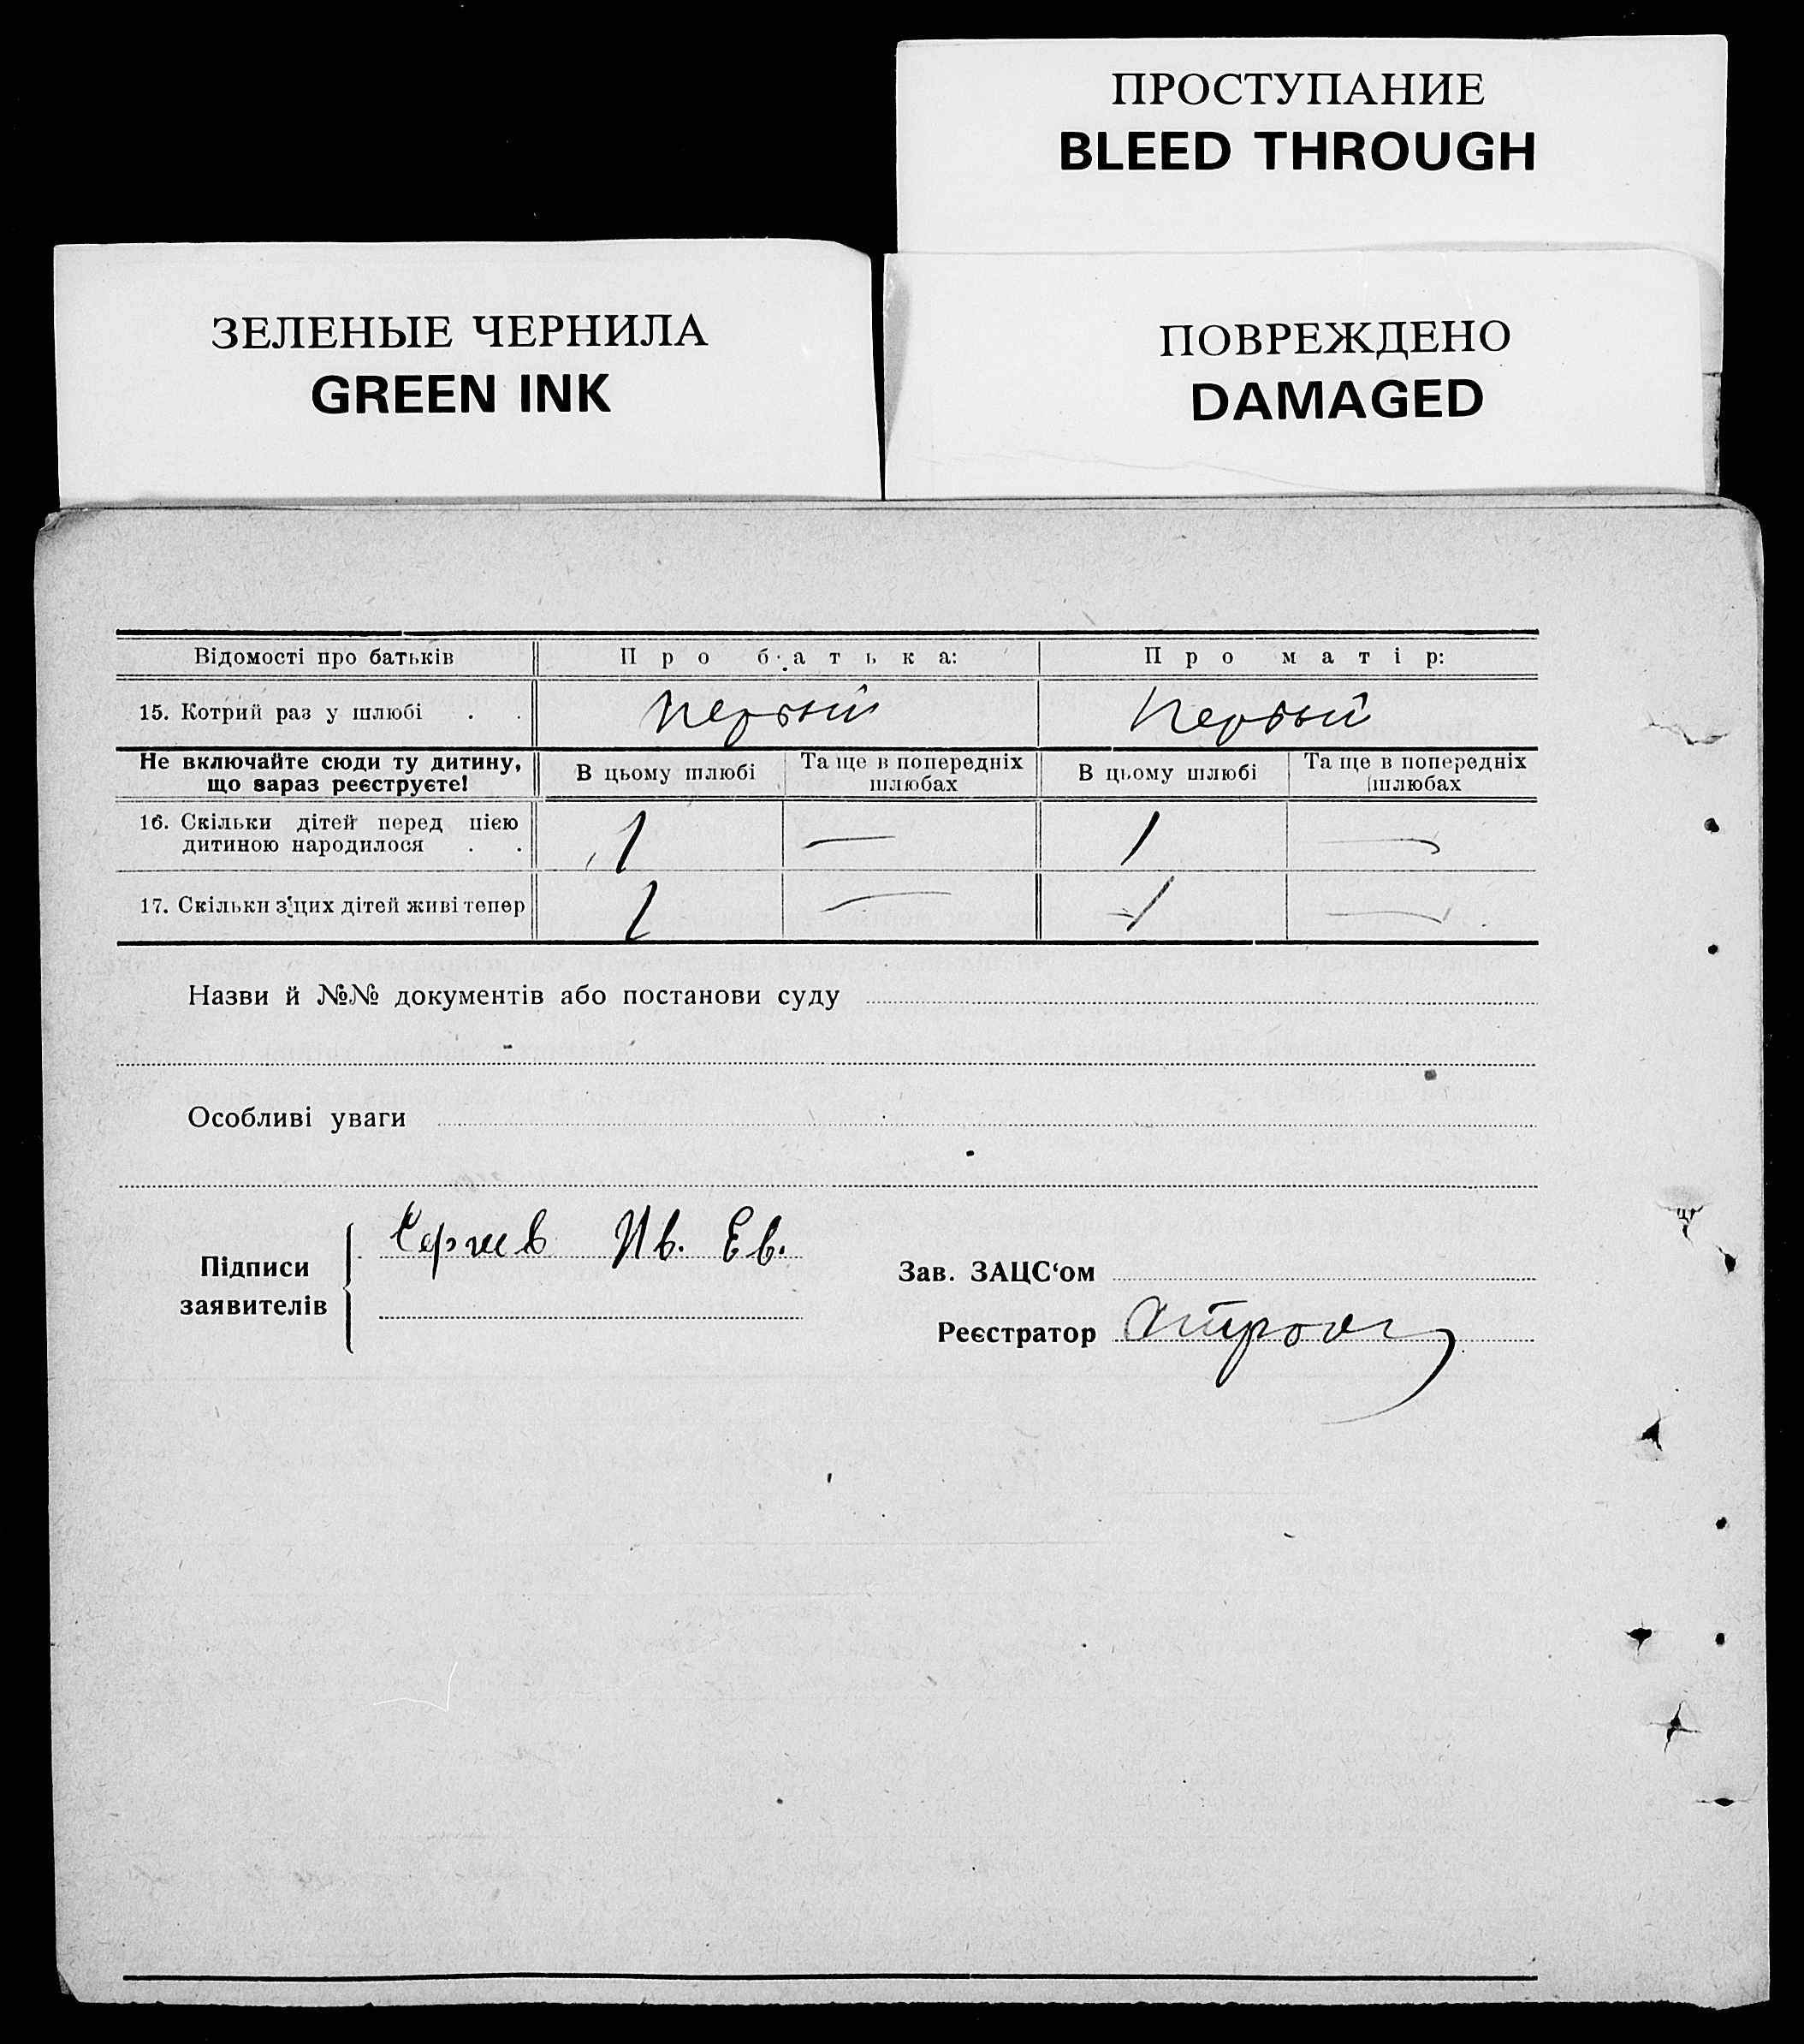 ПРОСТУПАНИЕ
BLEED THROUGH
ЗЕЛЕНЫЕ ЧЕРНИЛА
GREEN INK
ПОВРЕЖДЕНО
DAMAGED
Відомості про батьків Про батька: Про матір:
15. Котрий раз у шлюбі . . первый первый
Не включайте сюди ту дитину,
що зараз реєструєте!
В цьому шлюбі
Та ще в попередніх
шлюбах
В цьому шлюбі
Та ще в попередніх
шлюбах
16. Скільки дітей перед цією
дитиною народилося . .
1 — 1 —
17. Скільки з цих дітей живі тепер 1 — 1 —
Назви й №№ документів або постанови суду
Особливі уваги
Підписи
заявителів
Ив. Ев.
Зав. ЗАЦС‘ом
Реєстратор